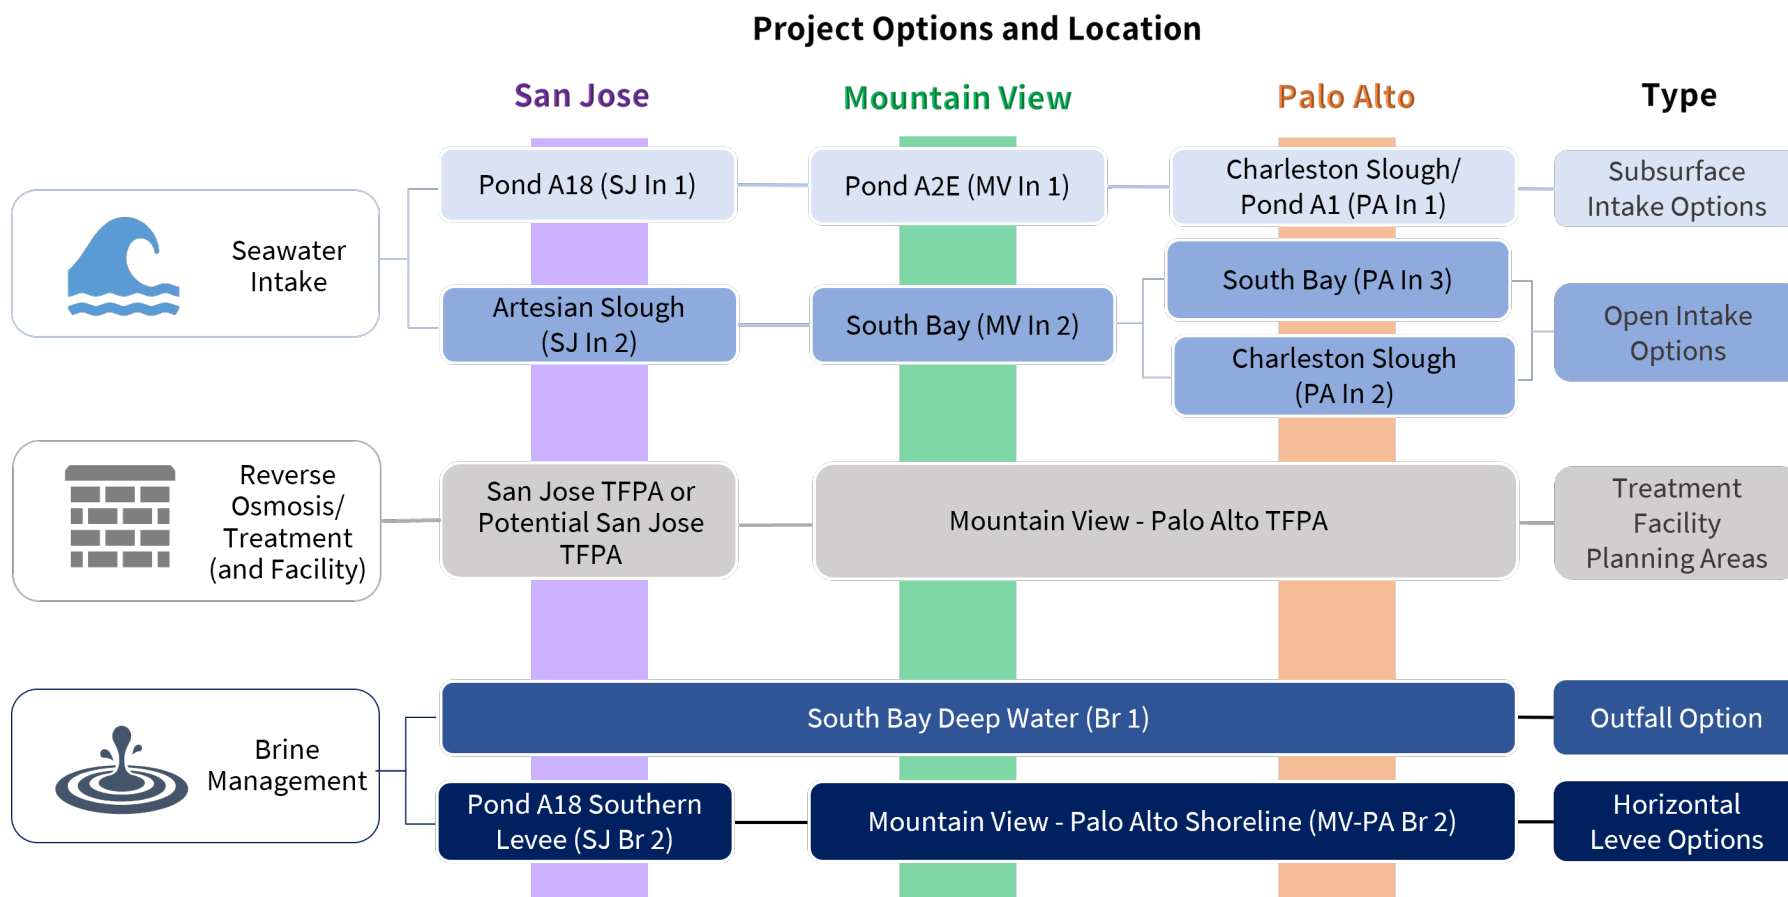 Project Options and Location
San Jose
Mountain View
Palo Alto
Type
Seawater
Intake
Pond A18 (SJ In 1)
Pond A2E (MV In 1)
Charleston Slough/
Pond A1 (PA In 1)
Subsurface
Intake Options
Artesian Slough
(SJ In 2)
South Bay (MV In 2)
South Bay (PA In 3)
Charleston Slough
(PA In 2)
Open Intake
Options
Reverse
Osmosis/
Treatment
(and Facility)
San Jose TFPA or
Potential San Jose
TFPA
Mountain View - Palo Alto TFPA
Treatment
Facility
Planning Areas
Brine
Management
South Bay Deep Water (Br 1)
Outfall Option
Pond A18 Southern
Levee (SJ Br 2)
Mountain View - Palo Alto Shoreline (MV-PA Br 2)
Horizontal
Levee Options